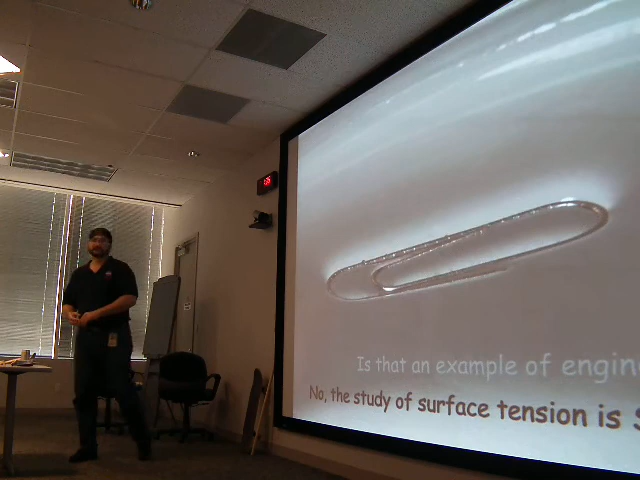 Is that an example of engin
No, the study of surface tension is S